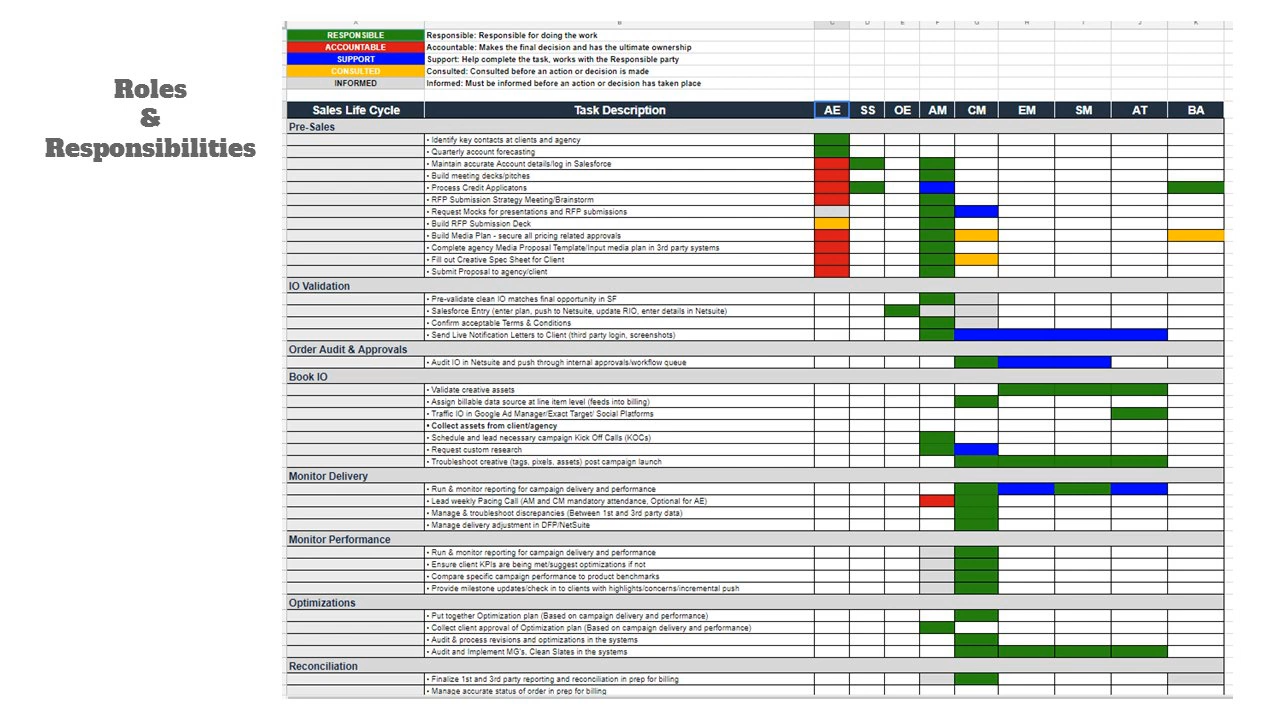 Roles
&
Responsibilities
A B C D E F G H I J K
RESPONSIBLE Responsible: Responsible for doing the work
ACCOUNTABLE Accountable: Makes the final decision and has the ultimate ownership
SUPPORT Support: Help complete the task, works with the Responsible party
CONSULTED Consulted: Consulted before an action or decision is made
INFORMED Informed: Must be informed before an action or decision has taken place
Sales Life Cycle Task Description AE SS OE AM CM EM SM AT BA
Pre-Sales
• Identify key contacts at clients and agency
• Quarterly account forecasting
• Maintain accurate Account details/log in Salesforce
• Build meeting decks/pitches
• Process Credit Applicatons
• RFP Submission Strategy Meeting/Brainstorm
• Request Mocks for presentations and RFP submissions
• Build RFP Submission Deck
• Build Media Plan - secure all pricing related approvals
• Complete agency Media Proposal Template/Input media plan in 3rd party systems
• Fill out Creative Spec Sheet for Client
• Submit Proposal to agency/client
IO Validation
• Pre-validate clean IO matches final opportunity in SF
• Salesforce Entry (enter plan, push to Netsuite, update RIO, enter details in Netsuite)
• Confirm acceptable Terms & Conditions
• Send Live Notification Letters to Client (third party login, screenshots)
Order Audit & Approvals
• Audit IO in Netsuite and push through internal approvals/workflow queue
Book IO
• Validate creative assets
• Assign billable data source at line item level (feeds into billing)
• Traffic IO in Google Ad Manager/Exact Target/ Social Platforms
• Collect assets from client/agency
• Schedule and lead necessary campaign Kick Off Calls (KOCs)
• Request custom research
• Troubleshoot creative (tags, pixels, assets) post campaign launch
Monitor Delivery
• Run & monitor reporting for campaign delivery and performance
• Lead weekly Pacing Call (AM and CM mandatory attendance, Optional for AE)
• Manage & troubleshoot discrepancies (Between 1st and 3rd party data)
• Manage delivery adjustment in DFP/NetSuite
Monitor Performance
• Run & monitor reporting for campaign delivery and performance
• Ensure client KPIs are being met/suggest optimizations if not
• Compare specific campaign performance to product benchmarks
• Provide milestone updates/check in to clients with highlights/concerns/incremental push
Optimizations
• Put together Optimization plan (Based on campaign delivery and performance)
• Collect client approval of Optimization plan (Based on campaign delivery and performance)
• Audit & process revisions and optimizations in the systems
• Audit and Implement MG's, Clean Slates in the systems
Reconciliation
• Finalize 1st and 3rd party reporting and reconciliation in prep for billing
• Manage accurate status of order in prep for billing